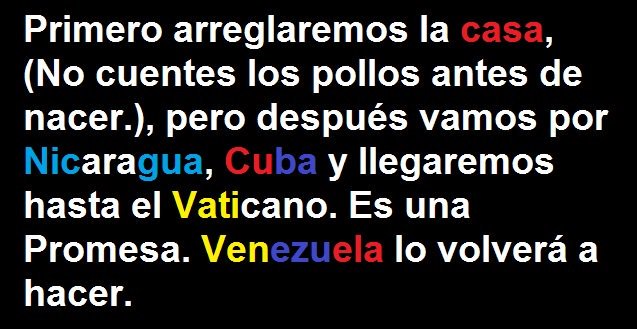 Primero arreglaremos la casa,
(No cuentes los pollos antes de
nacer.), pero después vamos por
Nicaragua, Cuba y llegaremos
hasta el Vaticano. Es una
Promesa. Venezuela lo volverá a
hacer.